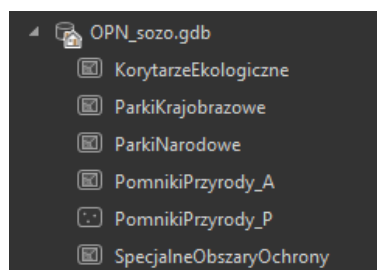 OPN_sozo.gdb
KorytarzeEkologiczne
ParkiKrajobrazowe
ParkiNarodowe
PomnikiPrzyrody_A
PomnikiPrzyrody_P
SpecjalneObszaryOchrony